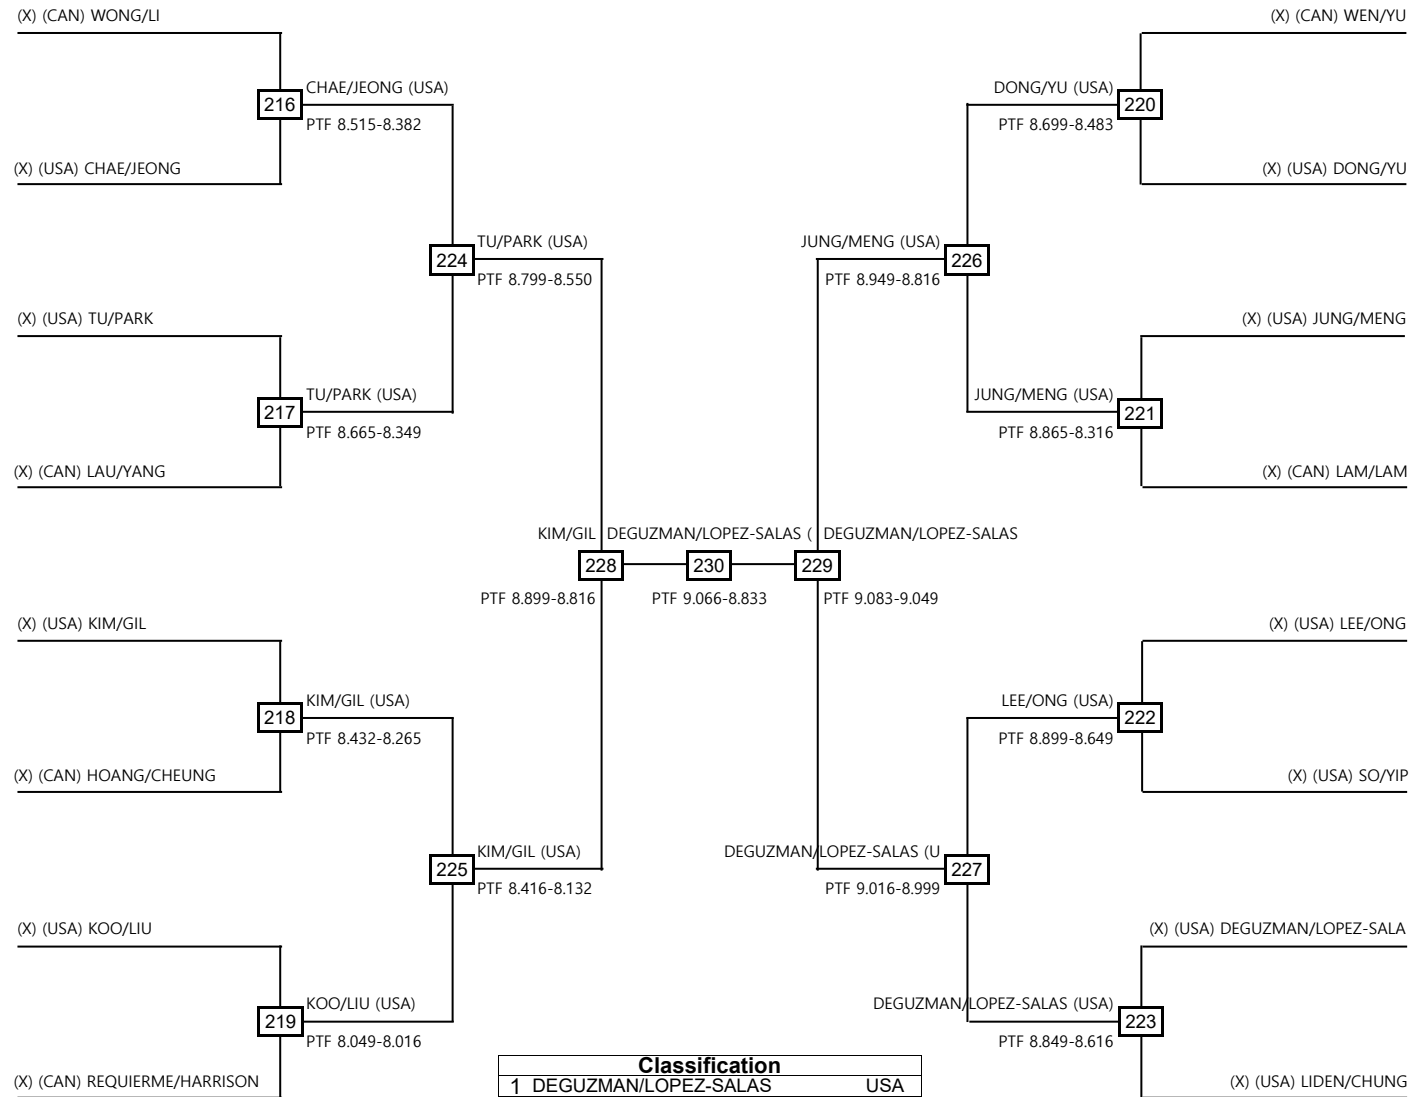 (X) (CAN) WONG/LI
(X) (CAN) WEN/YU
CHAE/JEONG (USA)
216
PTF 8.515-8.382
DONG/YU (USA)
220
PTF 8.699-8.483
(X) (USA) CHAE/JEONG
(X) (USA) DONG/YU
TU/PARK (USA)
224
PTF 8.799-8.550
JUNG/MENG (USA)
226
PTF 8.949-8.816
(X) (USA) TU/PARK
(X) (USA) JUNG/MENG
TU/PARK (USA)
217
PTF 8.665-8.349
JUNG/MENG (USA)
221
PTF 8.865-8.316
(X) (CAN) LAU/YANG
(X) (CAN) LAM/LAM
KIM/GIL
DEGUZMAN/LOPEZ-SALAS (
DEGUZMAN/LOPEZ-SALAS
228
230
229
PTF 8.899-8.816
PTF 9.066-8.833
PTF 9.083-9.049
(X) (USA) KIM/GIL
(X) (USA) LEE/ONG
KIM/GIL (USA)
218
PTF 8.432-8.265
LEE/ONG (USA)
222
PTF 8.899-8.649
(X) (CAN) HOANG/CHEUNG
(X) (USA) SO/YIP
KIM/GIL (USA)
225
PTF 8.416-8.132
DEGUZMAN/LOPEZ-SALAS (U
227
PTF 9.016-8.999
(X) (USA) KOO/LIU
(X) (USA) DEGUZMAN/LOPEZ-SALA
KOO/LIU (USA)
219
PTF 8.049-8.016
DEGUZMAN/LOPEZ-SALAS (USA)
223
PTF 8.849-8.616
(X) (CAN) REQUIERME/HARRISON
(X) (USA) LIDEN/CHUNG
Classification
1 DEGUZMAN/LOPEZ-SALAS USA